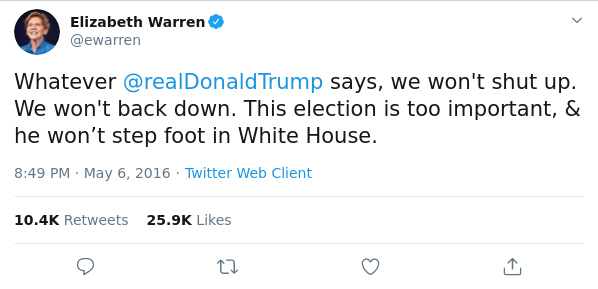 Elizabeth Warren
@ewarren
Whatever @realDonaldTrump says, we won't shut up.
We won't back down. This election is too important, &
he won’t step foot in White House.
8:49 PM · May 6, 2016 · Twitter Web Client
10.4K Retweets 25.9K Likes